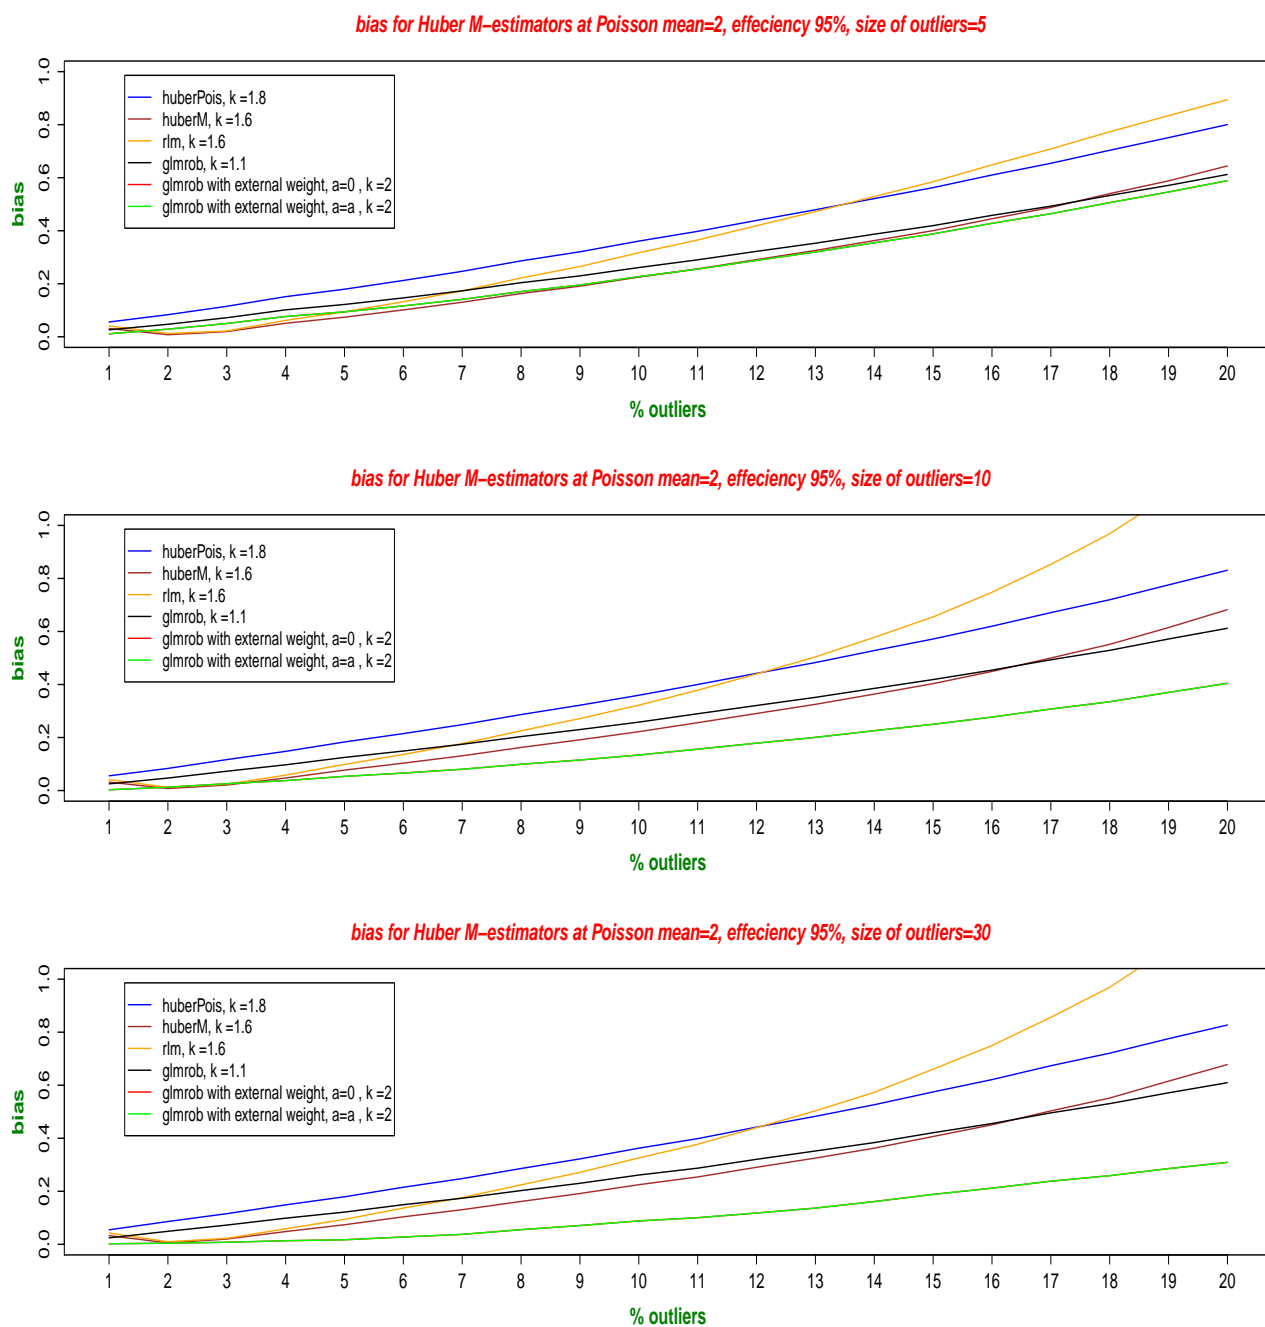 bias for Huber M−estimators at Poisson mean=2, effeciency 95%, size of outliers=5
1.0
0.8
0.6
0.4
0.2
0.0
bias
huberPois, k =1.8
huberM, k =1.6
rlm, k =1.6
glmrob, k =1.1
glmrob with external weight, a=0 , k =2
glmrob with external weight, a=a , k =2
1 2 3 4 5 6 7 8 9 10 11 12 13 14 15 16 17 18 19 20
% outliers
bias for Huber M−estimators at Poisson mean=2, effeciency 95%, size of outliers=10
1.0
0.8
0.6
0.4
0.2
0.0
bias
huberPois, k =1.8
huberM, k =1.6
rlm, k =1.6
glmrob, k =1.1
glmrob with external weight, a=0 , k =2
glmrob with external weight, a=a , k =2
1 2 3 4 5 6 7 8 9 10 11 12 13 14 15 16 17 18 19 20
% outliers
bias for Huber M−estimators at Poisson mean=2, effeciency 95%, size of outliers=30
1.0
0.8
0.6
0.4
0.2
0.0
bias
huberPois, k =1.8
huberM, k =1.6
rlm, k =1.6
glmrob, k =1.1
glmrob with external weight, a=0 , k =2
glmrob with external weight, a=a , k =2
1 2 3 4 5 6 7 8 9 10 11 12 13 14 15 16 17 18 19 20
% outliers